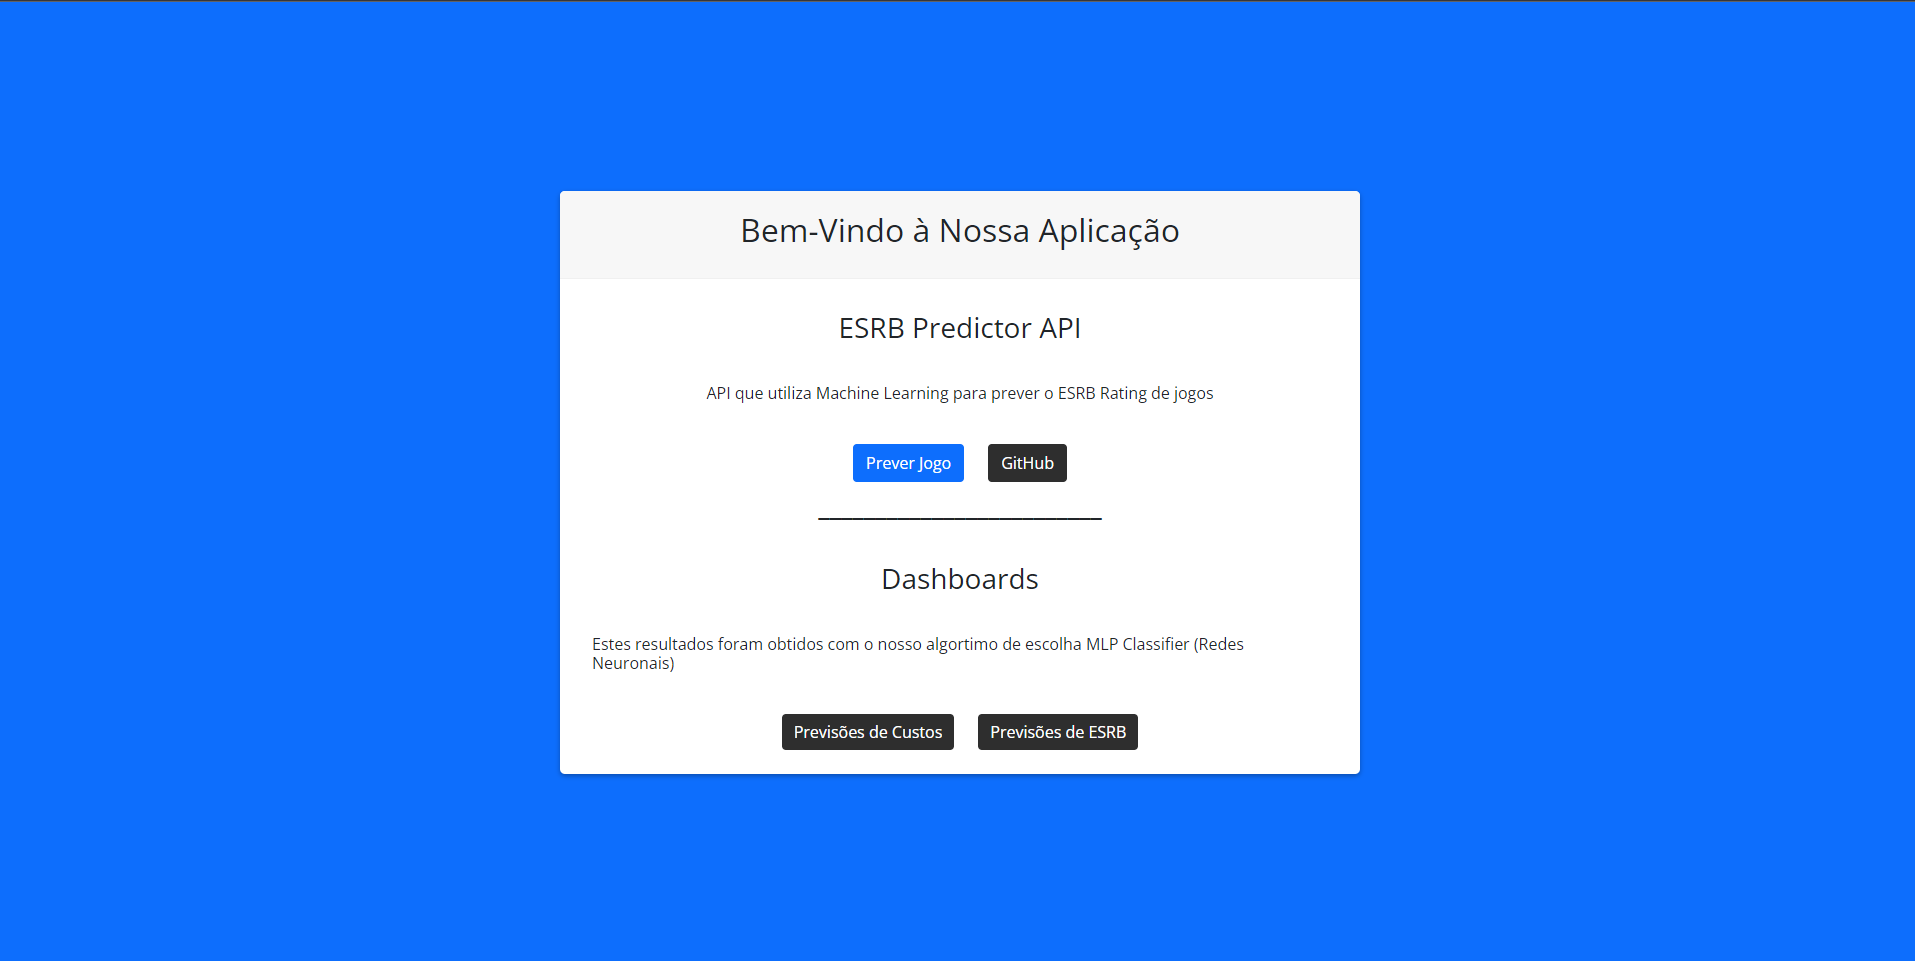 Bem-Vindo à Nossa Aplicação
ESRB Predictor API
API que utiliza Machine Learning para prever o ESRB Rating de jogos
Prever Jogo
GitHub
Dashboards
Estes resultados foram obtidos com o nosso algortimo de escolha MLP Classifier (Redes
Neuronais)
Previsões de Custos
Previsões de ESRB